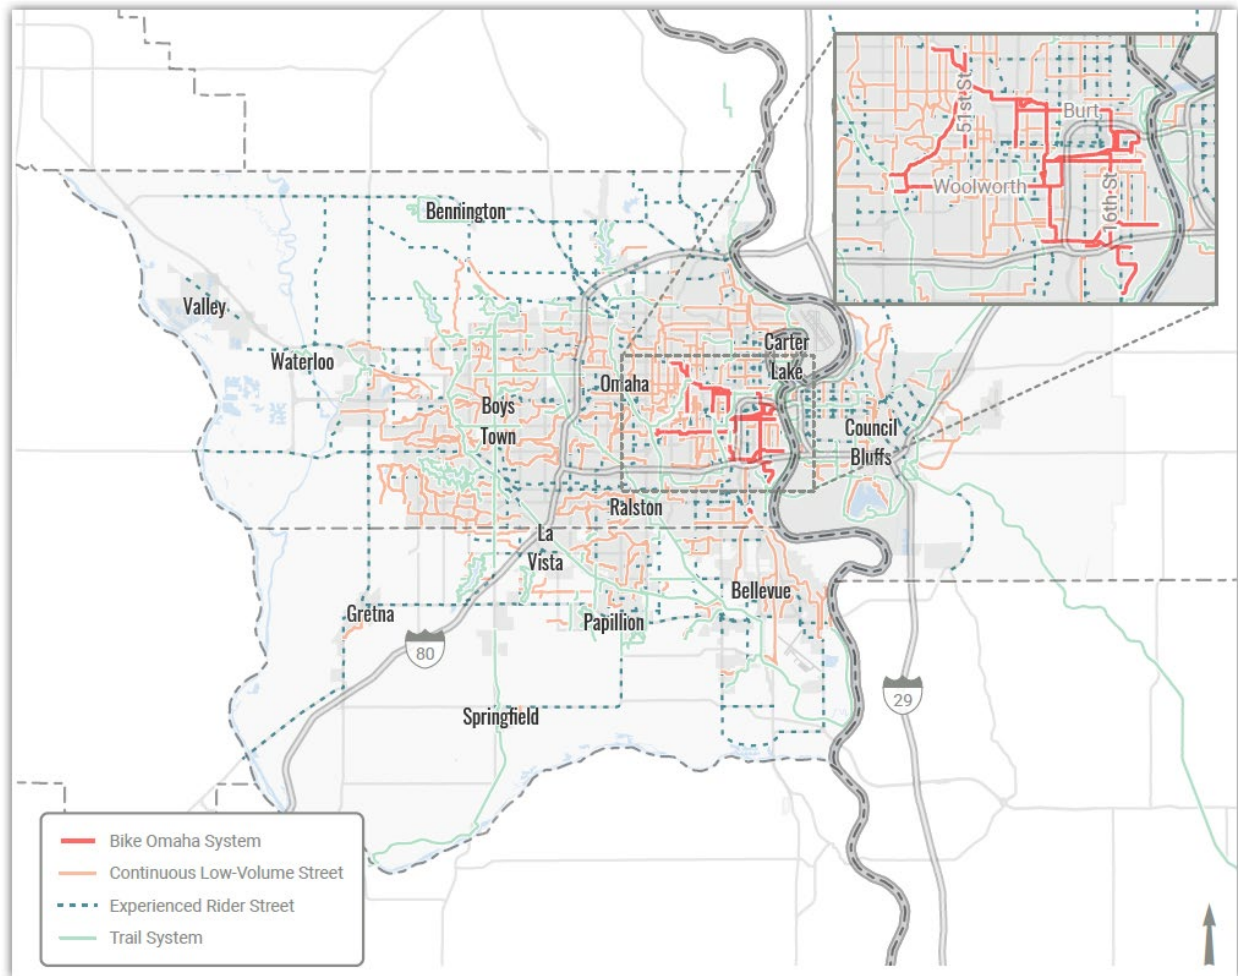 51st St
Burt
Woolworth
16th St
Bennington
Valley
Waterloo
Carter
Lake
Omaha
Boys
Town
Council
Bluffs
Ralston
La
Vista
Bellevue
Gretna
Papillion
80
29
Springfield
Bike Omaha System
Continuous Low-Volume Street
Experienced Rider Street
Trail System